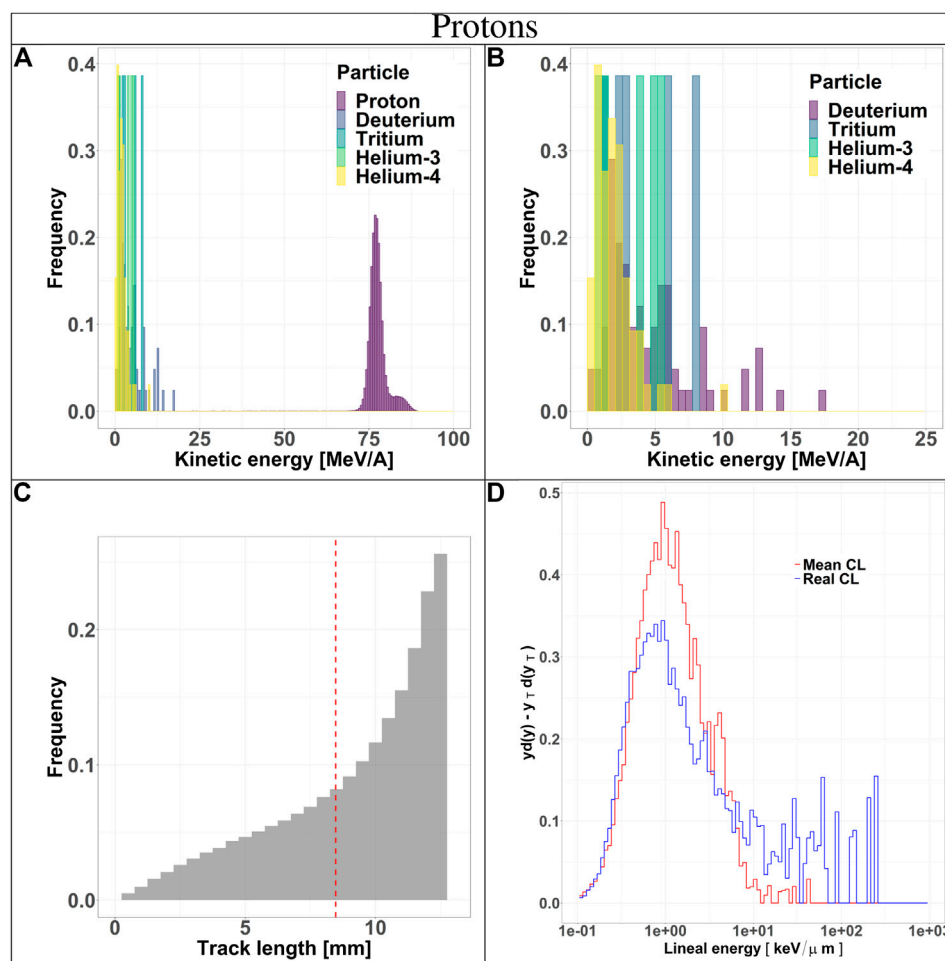 Protons
A
Frequency
0.4
0.3
0.2
0.1
0.0
0
25
50
75
100
Kinetic energy [MeV/A]
Particle
Proton
Deuterium
Tritium
Helium-3
Helium-4
B
Frequency
0.4
0.3
0.2
0.1
0.0
0
5
10
15
20
25
Kinetic energy [MeV/A]
Particle
Deuterium
Tritium
Helium-3
Helium-4
C
Frequency
0.2
0.1
0.0
0
5
10
Track length [mm]
D
yd(y) - y T d(y T)
0.5
0.4
0.3
0.2
0.1
0.0
1e-01
1e+00
1e+01
1e+02
1e+03
Lineal energy [ keV/μ m]
Mean CL
Real CL